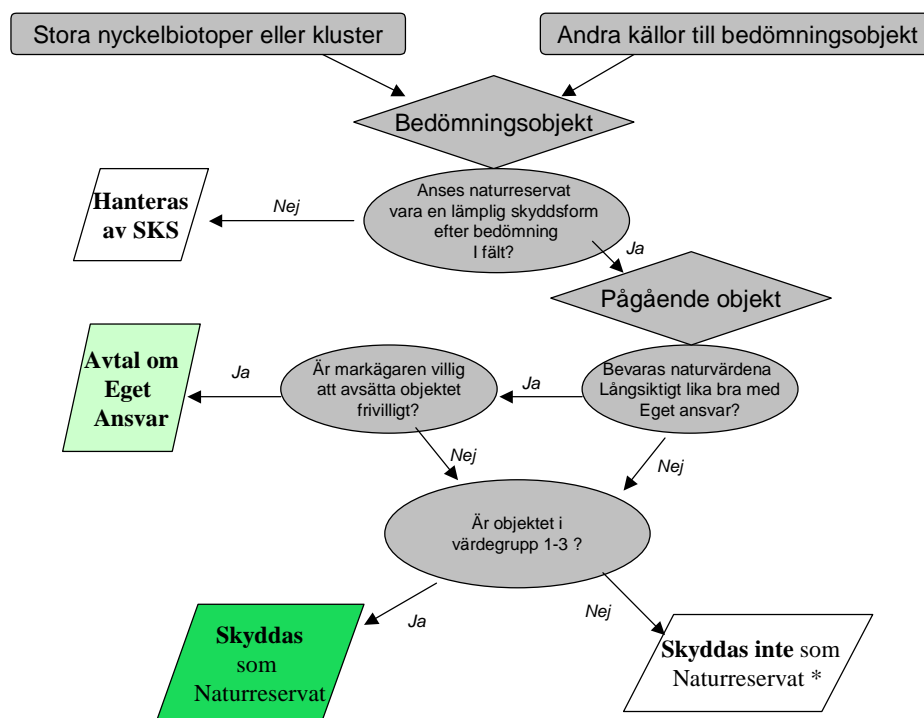 Stora nyckelbiotoper eller kluster
Andra källor till bedömningsobjekt
Bedömningsobjekt
Anses naturreservat
vara en lämplig skyddsform
efter bedömning
I fält?
Nej
Hanteras
av SKS
Ja
Pågående objekt
Bevaras naturvärdena
Långsiktigt lika bra med
Eget ansvar?
Ja
Är markägaren villig
att avsätta objektet
frivilligt?
Ja
Avtal om
Eget
Ansvar
Nej
Nej
Är objektet i
värdegrupp 1-3 ?
Ja
Nej
Skyddas
som
Naturreservat
Skyddas inte som
Naturreservat *